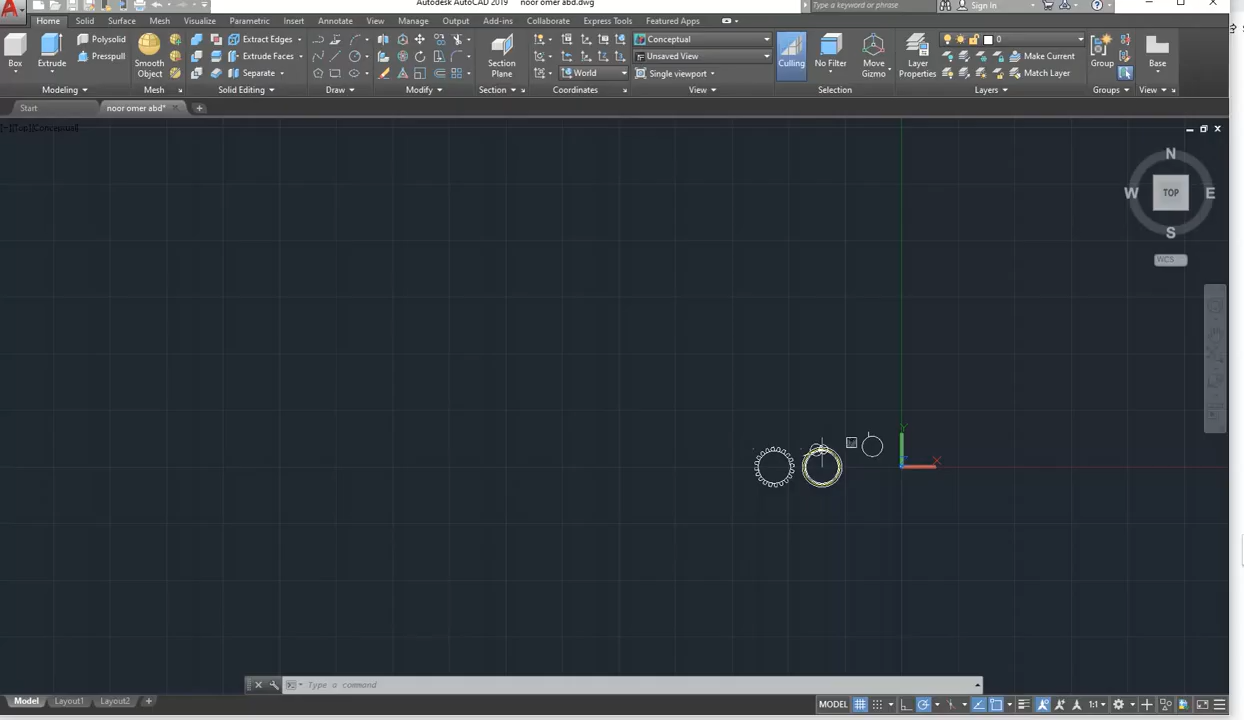 Autodesk AutoCAD 2019 noor omer abd.dwg
Type a keyword or phrase
Sign In
Home Solid Surface Mesh Visualize Parametric Insert Annotate View Manage Output Add-ins Collaborate Express Tools Featured Apps
Polysolid
Presspull
Box
Extrude
Smooth
Object
Extract Edges
Extrude Faces
Separate
Section
Plane
World
Conceptual
Unsaved View
Single viewport
Culling
No Filter
Move
Gizmo
Layer
Properties
0
Make Current
Match Layer
Group
Base
Modeling Mesh Solid Editing Draw Modify Section Coordinates View Selection Layers Groups View
Start noor omer abd*
[−][Top][Conceptual]
N
W TOP E
S
WCS
Y
X
Type a command
Model Layout1 Layout2
MODEL 1:1